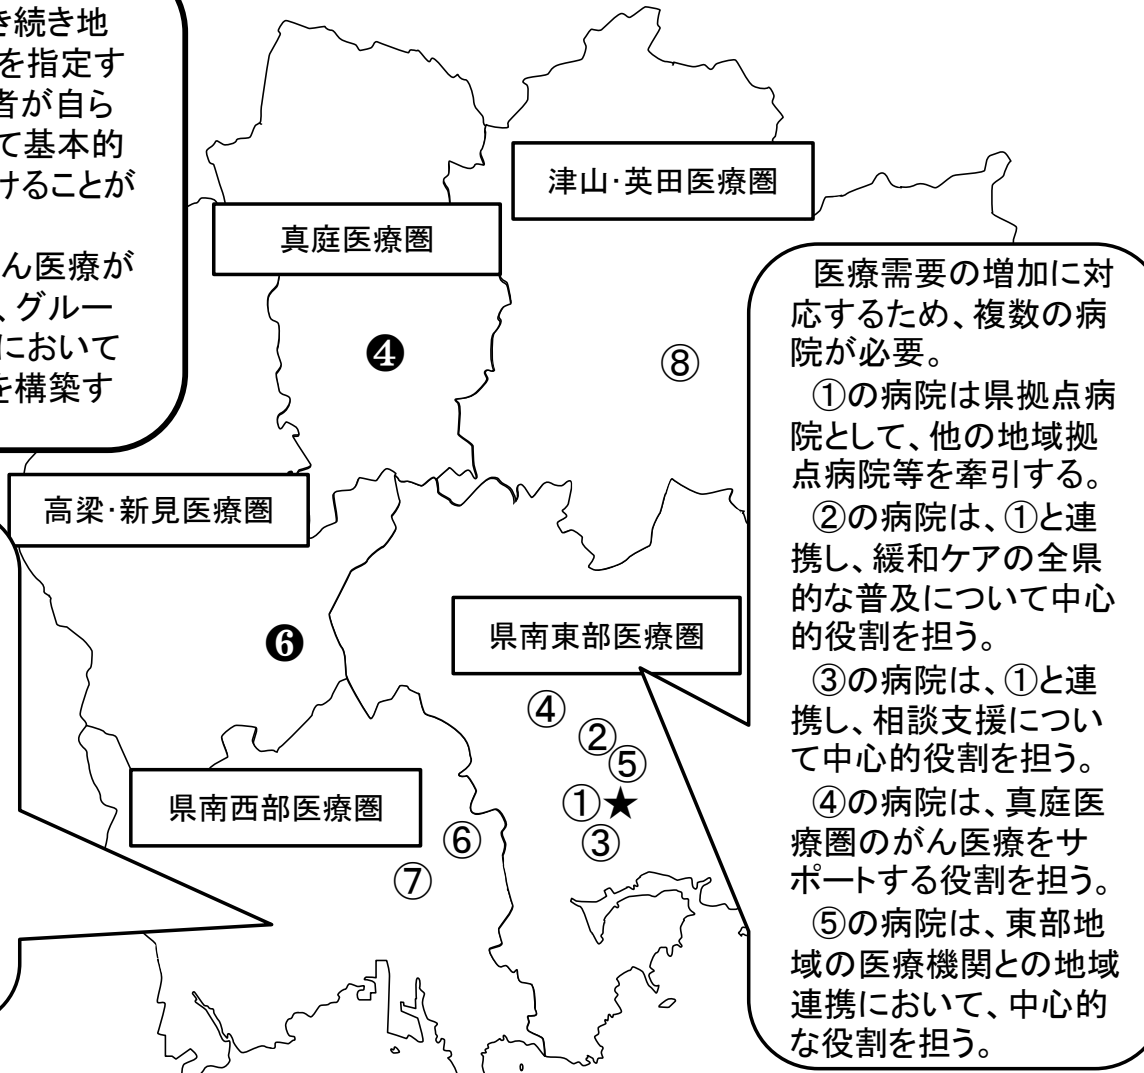 き続き地
を指定す
者が自ら
て基本的
けることが
ん医療が
、グルー
において
を構築す
津山・英田医療圏
真庭医療圏
❹
⑧
高梁・新見医療圏
❻
県南東部医療圏
④
②
⑤
①★
③
県南西部医療圏
⑥
⑦
医療需要の増加に対
応するため、複数の病
院が必要。
①の病院は県拠点病
院として、他の地域拠
点病院等を牽引する。
②の病院は、①と連
携し、緩和ケアの全県
的な普及について中心
的役割を担う。
③の病院は、①と連
携し、相談支援につい
て中心的役割を担う。
④の病院は、真庭医
療圏のがん医療をサ
ポートする役割を担う。
⑤の病院は、東部地
域の医療機関との地域
連携において、中心的
な役割を担う。